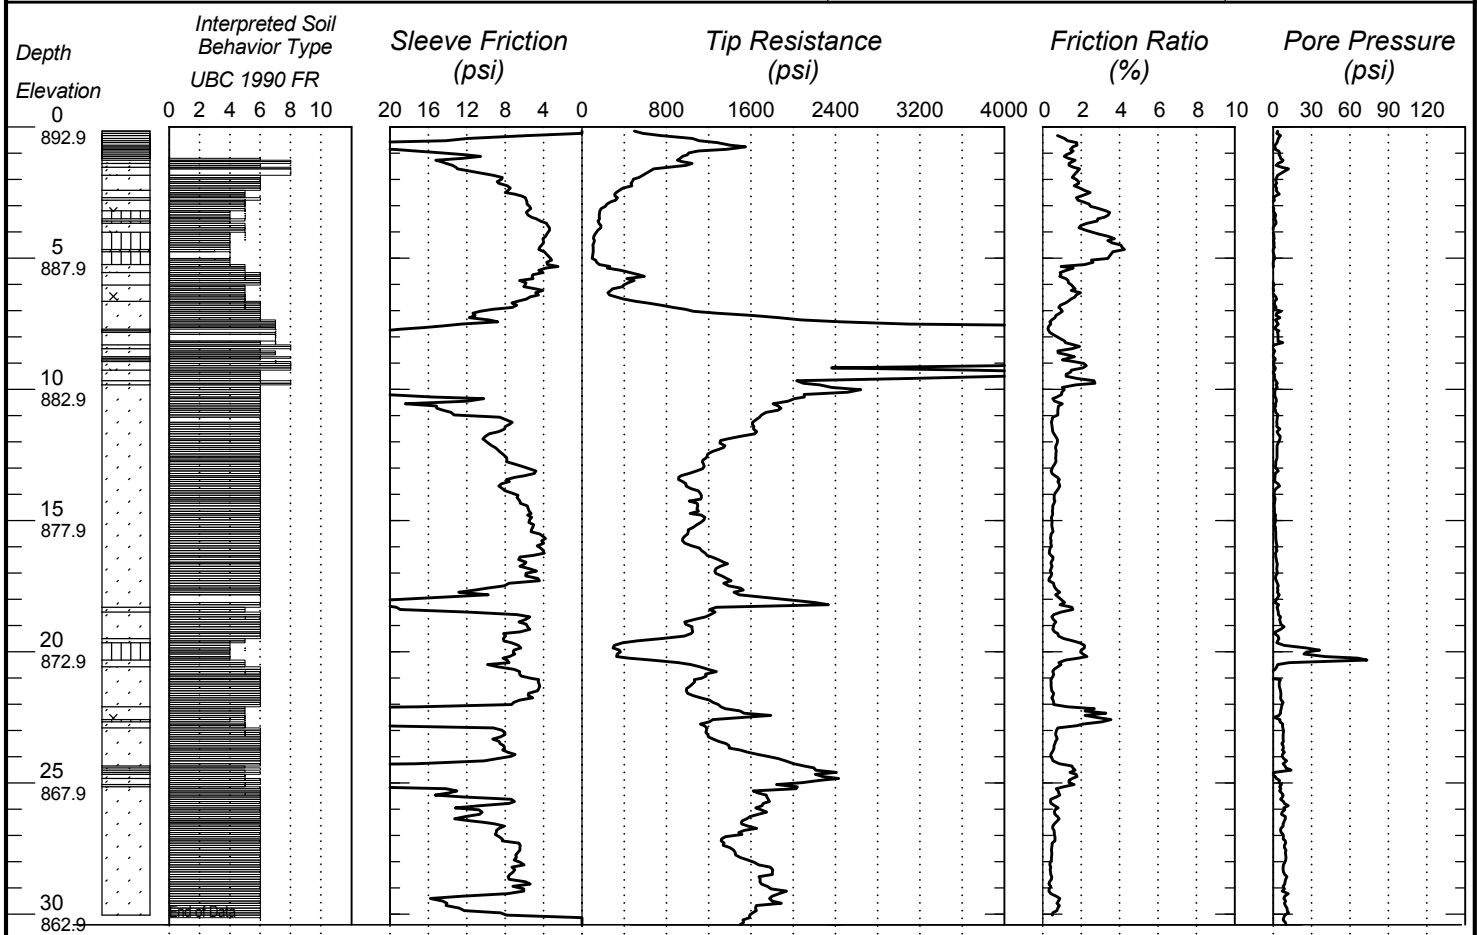 Interpreted Soil
Behavior Type
UBC 1990 FR
Depth
Elevation
Sleeve Friction
(psi)
Tip Resistance
(psi)
Friction Ratio
(%)
Pore Pressure
(psi)
0 2 4 6 8 10
20 16 12 8 4 0
800 1600 2400 3200 4000
0 2 4 6 8 10
0 30 60 90 120
0
892.9
5
887.9
10
882.9
15
877.9
20
872.9
25
867.9
30
862.9
End of Data